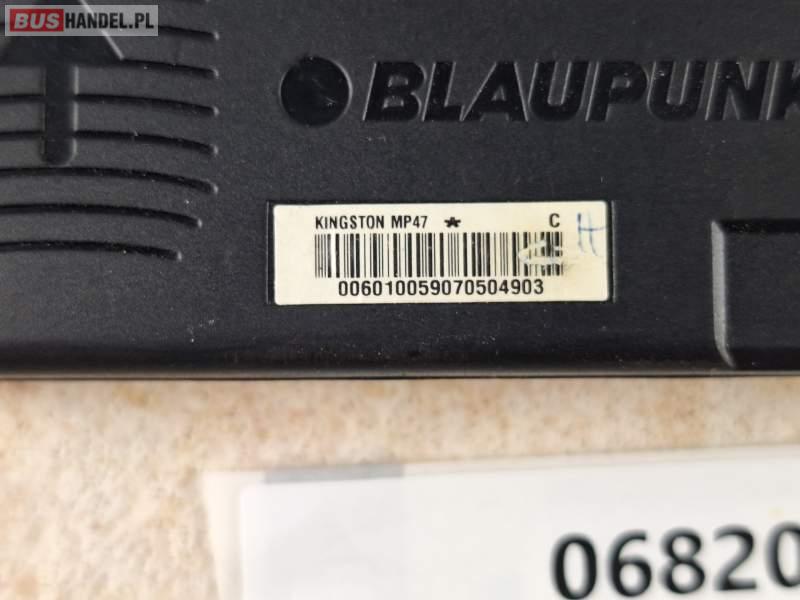 BUSHANDEL.PL
BLAUPUNK
KINGSTON MP47 * C H
006010059070504903
06820